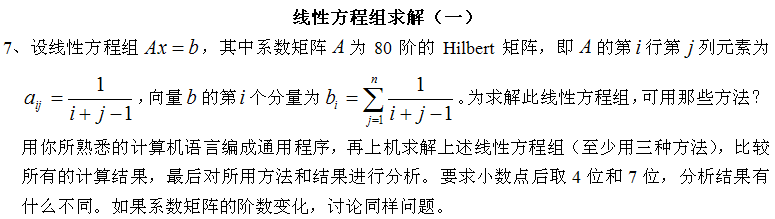 线性方程组求解（一）
7、设线性方程组 Ax = b，其中系数矩阵 A 为 80 阶的 Hilbert 矩阵，即 A 的第 i 行第 j 列元素为
a_{ij} = \frac{1}{i+j-1}，向量 b 的第 i 个分量为 b_i = \sum_{j=1}^{n} \frac{1}{i+j-1}。为求解此线性方程组，可用那些方法？
用你所熟悉的计算机语言编成通用程序，再上机求解上述线性方程组（至少用三种方法），比较
所有的计算结果，最后对所用方法和结果进行分析。要求小数点后取 4 位和 7 位，分析结果有
什么不同。如果系数矩阵的阶数变化，讨论同样问题。